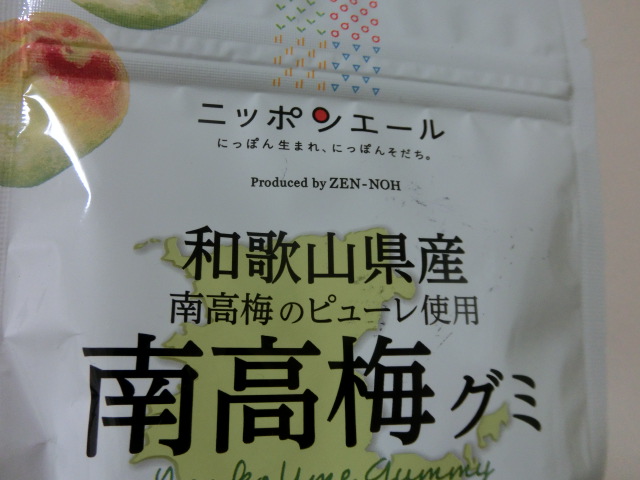 ニッポンエール
にっぽん生まれ、にっぽんそだち。
Produced by ZEN-NOH
和歌山県産
南高梅のピューレ使用
南高梅グミ
Ume Gummy